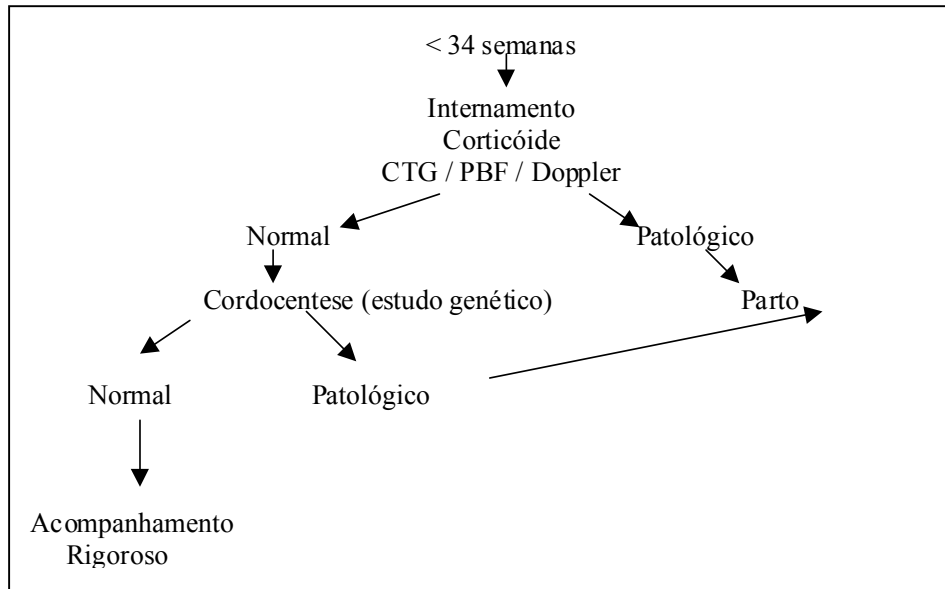 < 34 semanas
Internamento
Corticóide
CTG / PBF / Doppler
Normal
Patológico
Cordocentese (estudo genético)
Parto
Normal
Patológico
Acompanhamento
Rigoroso